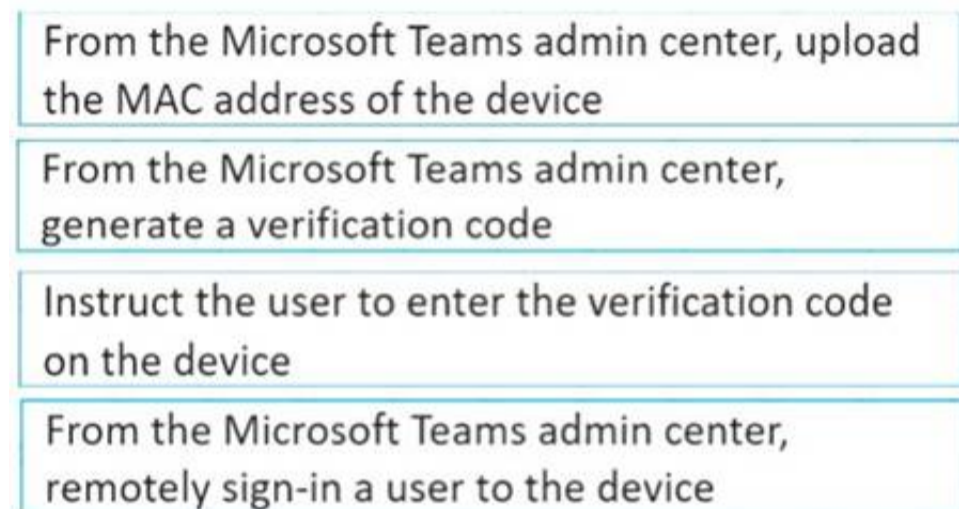 From the Microsoft Teams admin center, upload
the MAC address of the device
From the Microsoft Teams admin center,
generate a verification code
Instruct the user to enter the verification code
on the device
From the Microsoft Teams admin center,
remotely sign-in a user to the device